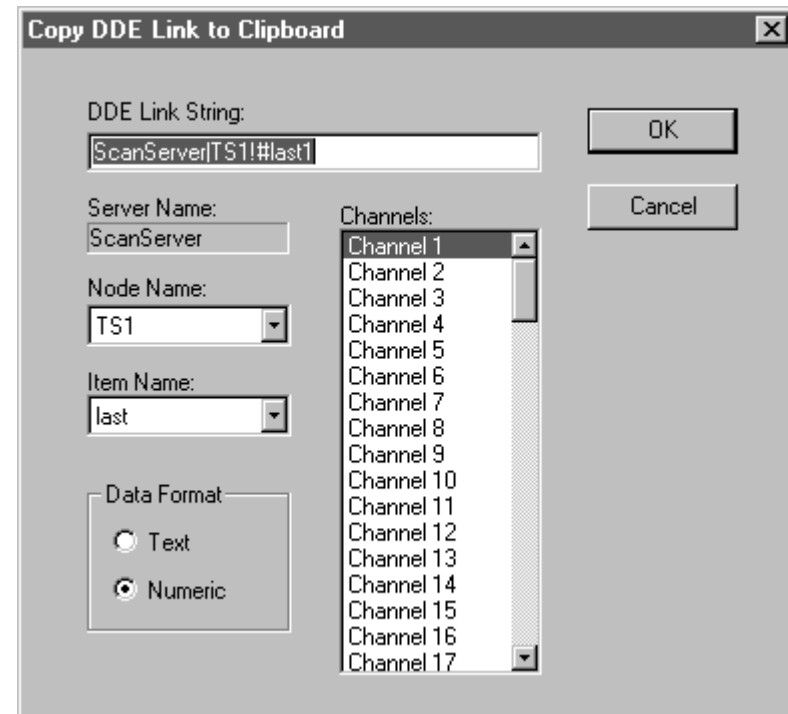 Copy DDE Link to Clipboard
DDE Link String:
ScanServer|TS1!#last1
OK
Cancel
Server Name:
ScanServer
Node Name:
TS1
Item Name:
last
Data Format
Text
Numeric
Channels:
Channel 1
Channel 2
Channel 3
Channel 4
Channel 5
Channel 6
Channel 7
Channel 8
Channel 9
Channel 10
Channel 11
Channel 12
Channel 13
Channel 14
Channel 15
Channel 16
Channel 17